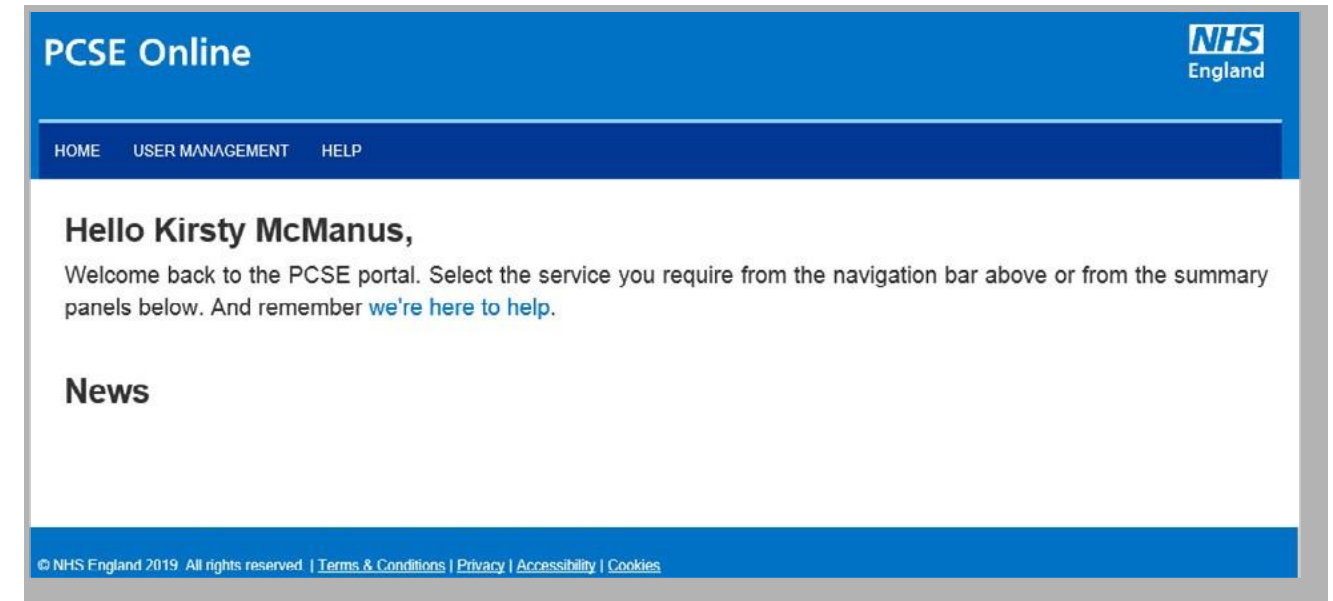 PCSE Online
NHS
England
HOME USER MANAGEMENT HELP
Hello Kirsty McManus,
Welcome back to the PCSE portal. Select the service you require from the navigation bar above or from the summary
panels below. And remember we're here to help.
News
© NHS England 2019 All rights reserved | Terms & Conditions | Privacy | Accessibility | Cookies